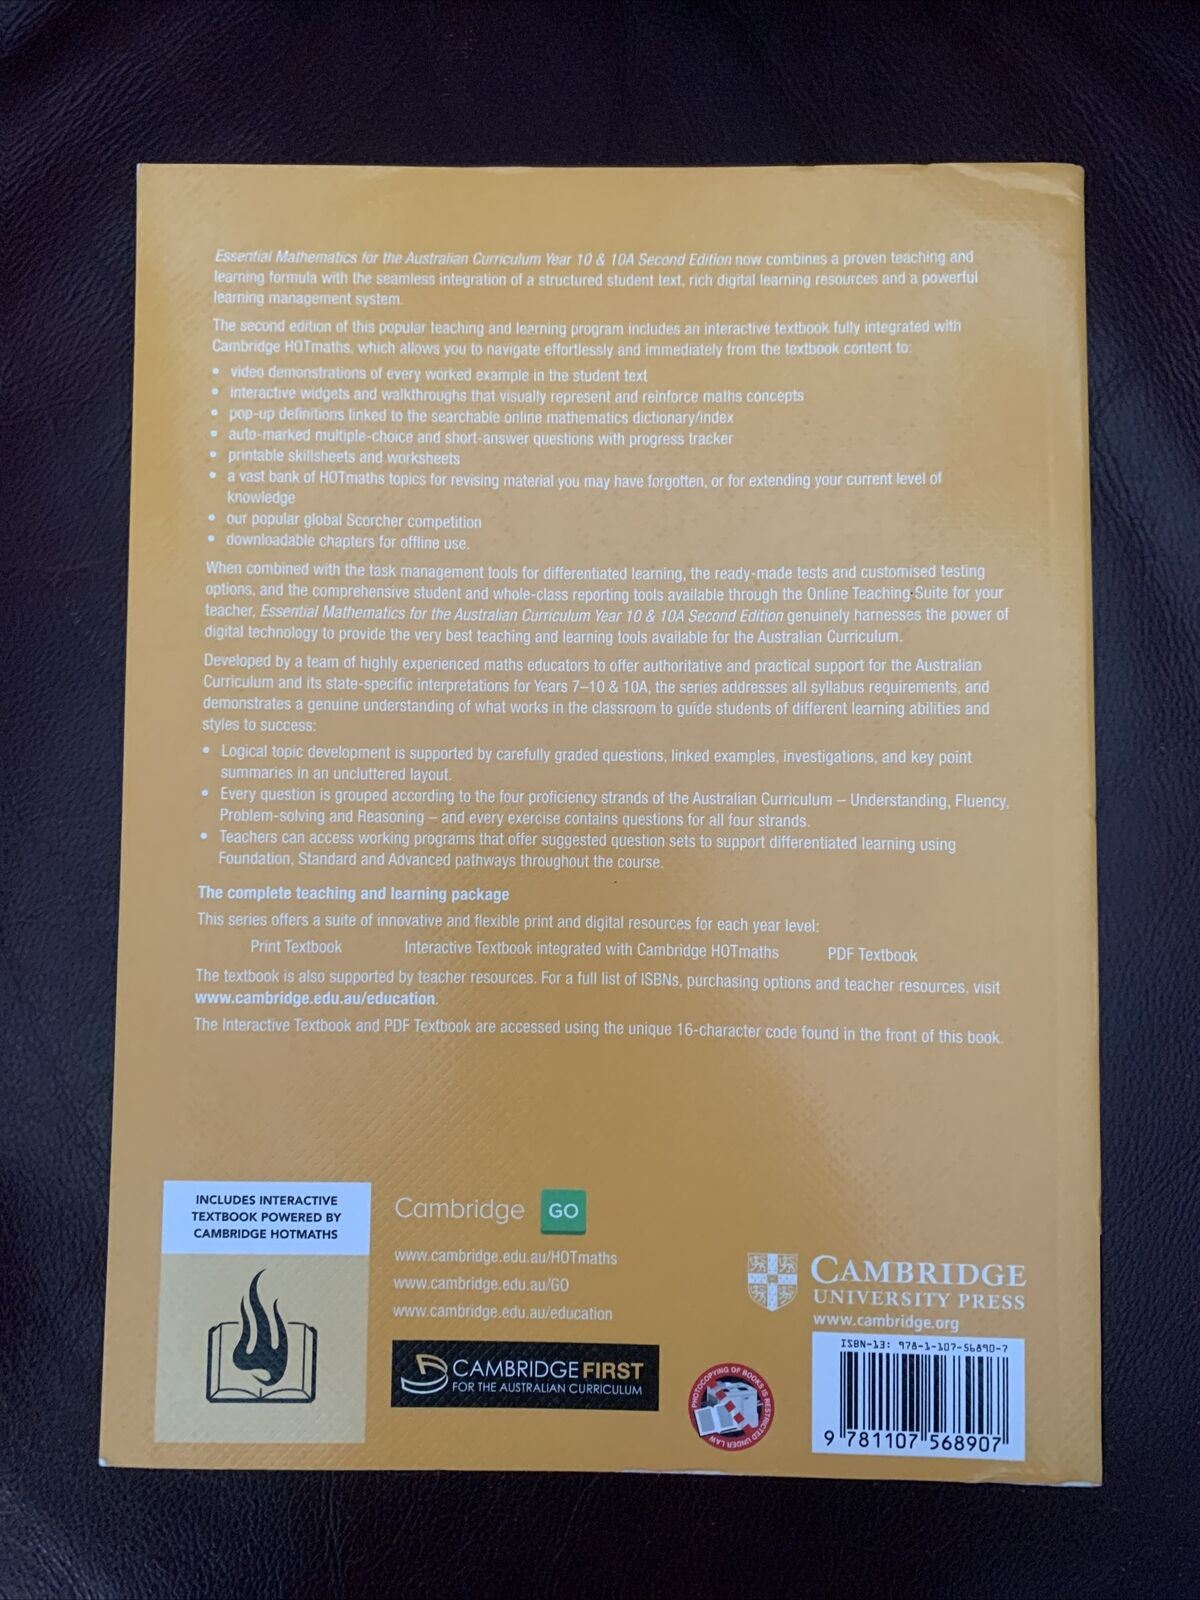 Essential Mathematics for the Australian Curriculum Year 10 & 10A Second Edition now combines a proven teaching and
learning formula with the seamless integration of a structured student text, rich digital learning resources and a powerful
learning management system.
The second edition of this popular teaching and learning program includes an interactive textbook fully integrated with
Cambridge HOTmaths, which allows you to navigate effortlessly and immediately from the textbook content to:
• video demonstrations of every worked example in the student text
• interactive widgets and walkthroughs that visually represent and reinforce maths concepts
• pop-up definitions linked to the searchable online mathematics dictionary/index
• auto-marked multiple-choice and short-answer questions with progress tracker
• printable skillsheets and worksheets
• a vast bank of HOTmaths topics for revising material you may have forgotten, or for extending your current level of
knowledge
• our popular global Scorcher competition
• downloadable chapters for offline use.
When combined with the task management tools for differentiated learning, the ready-made tests and customised testing
options, and the comprehensive student and whole-class reporting tools available through the Online Teaching Suite for your
teacher, Essential Mathematics for the Australian Curriculum Year 10 & 10A Second Edition genuinely harnesses the power of
digital technology to provide the very best teaching and learning tools available for the Australian Curriculum.
Developed by a team of highly experienced maths educators to offer authoritative and practical support for the Australian
Curriculum and its state-specific interpretations for Years 7–10 & 10A, the series addresses all syllabus requirements, and
demonstrates a genuine understanding of what works in the classroom to guide students of different learning abilities and
styles to success:
• Logical topic development is supported by carefully graded questions, linked examples, investigations, and key point
summaries in an uncluttered layout.
• Every question is grouped according to the four proficiency strands of the Australian Curriculum – Understanding, Fluency,
Problem-solving and Reasoning – and every exercise contains questions for all four strands.
• Teachers can access working programs that offer suggested question sets to support differentiated learning using
Foundation, Standard and Advanced pathways throughout the course.
The complete teaching and learning package
This series offers a suite of innovative and flexible print and digital resources for each year level:
Print Textbook Interactive Textbook integrated with Cambridge HOTmaths PDF Textbook
The textbook is also supported by teacher resources. For a full list of ISBNs, purchasing options and teacher resources, visit
www.cambridge.edu.au/education.
The Interactive Textbook and PDF Textbook are accessed using the unique 16-character code found in the front of this book.
INCLUDES INTERACTIVE
TEXTBOOK POWERED BY
CAMBRIDGE HOTMATHS
Cambridge GO
www.cambridge.edu.au/HOTmaths
www.cambridge.edu.au/GO
www.cambridge.edu.au/education
CAMBRIDGE FIRST
FOR THE AUSTRALIAN CURRICULUM
PHOTOCOPYING OF BOOKS IS RESTRICTED UNDER LAW
CAMBRIDGE
UNIVERSITY PRESS
www.cambridge.org
ISBN-13: 978-1-107-56890-7
9 781107 568907